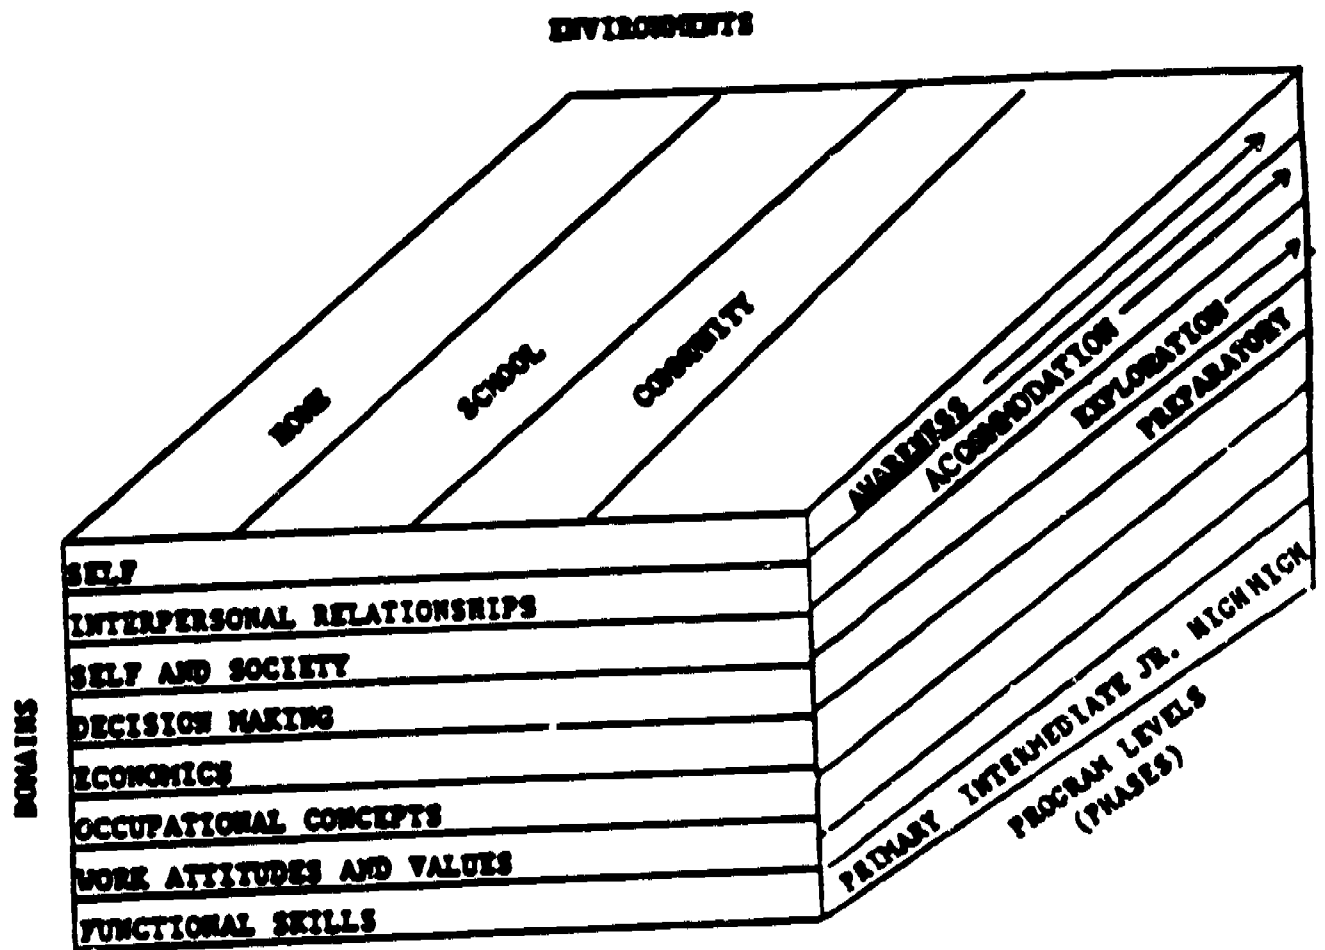 ENVIRONMENTS
HOME
SCHOOL
COMMUNITY
AWARENESS
ACCOMMODATION
EXPLORATION
PREPARATORY
DOMAINS
SELF
INTERPERSONAL RELATIONSHIPS
SELF AND SOCIETY
DECISION MAKING
ECONOMICS
OCCUPATIONAL CONCEPTS
WORK ATTITUDES AND VALUES
FUNCTIONAL SKILLS
PRIMARY INTERMEDIATE JR. HIGH HIGH
PROGRAM LEVELS
(PHASES)